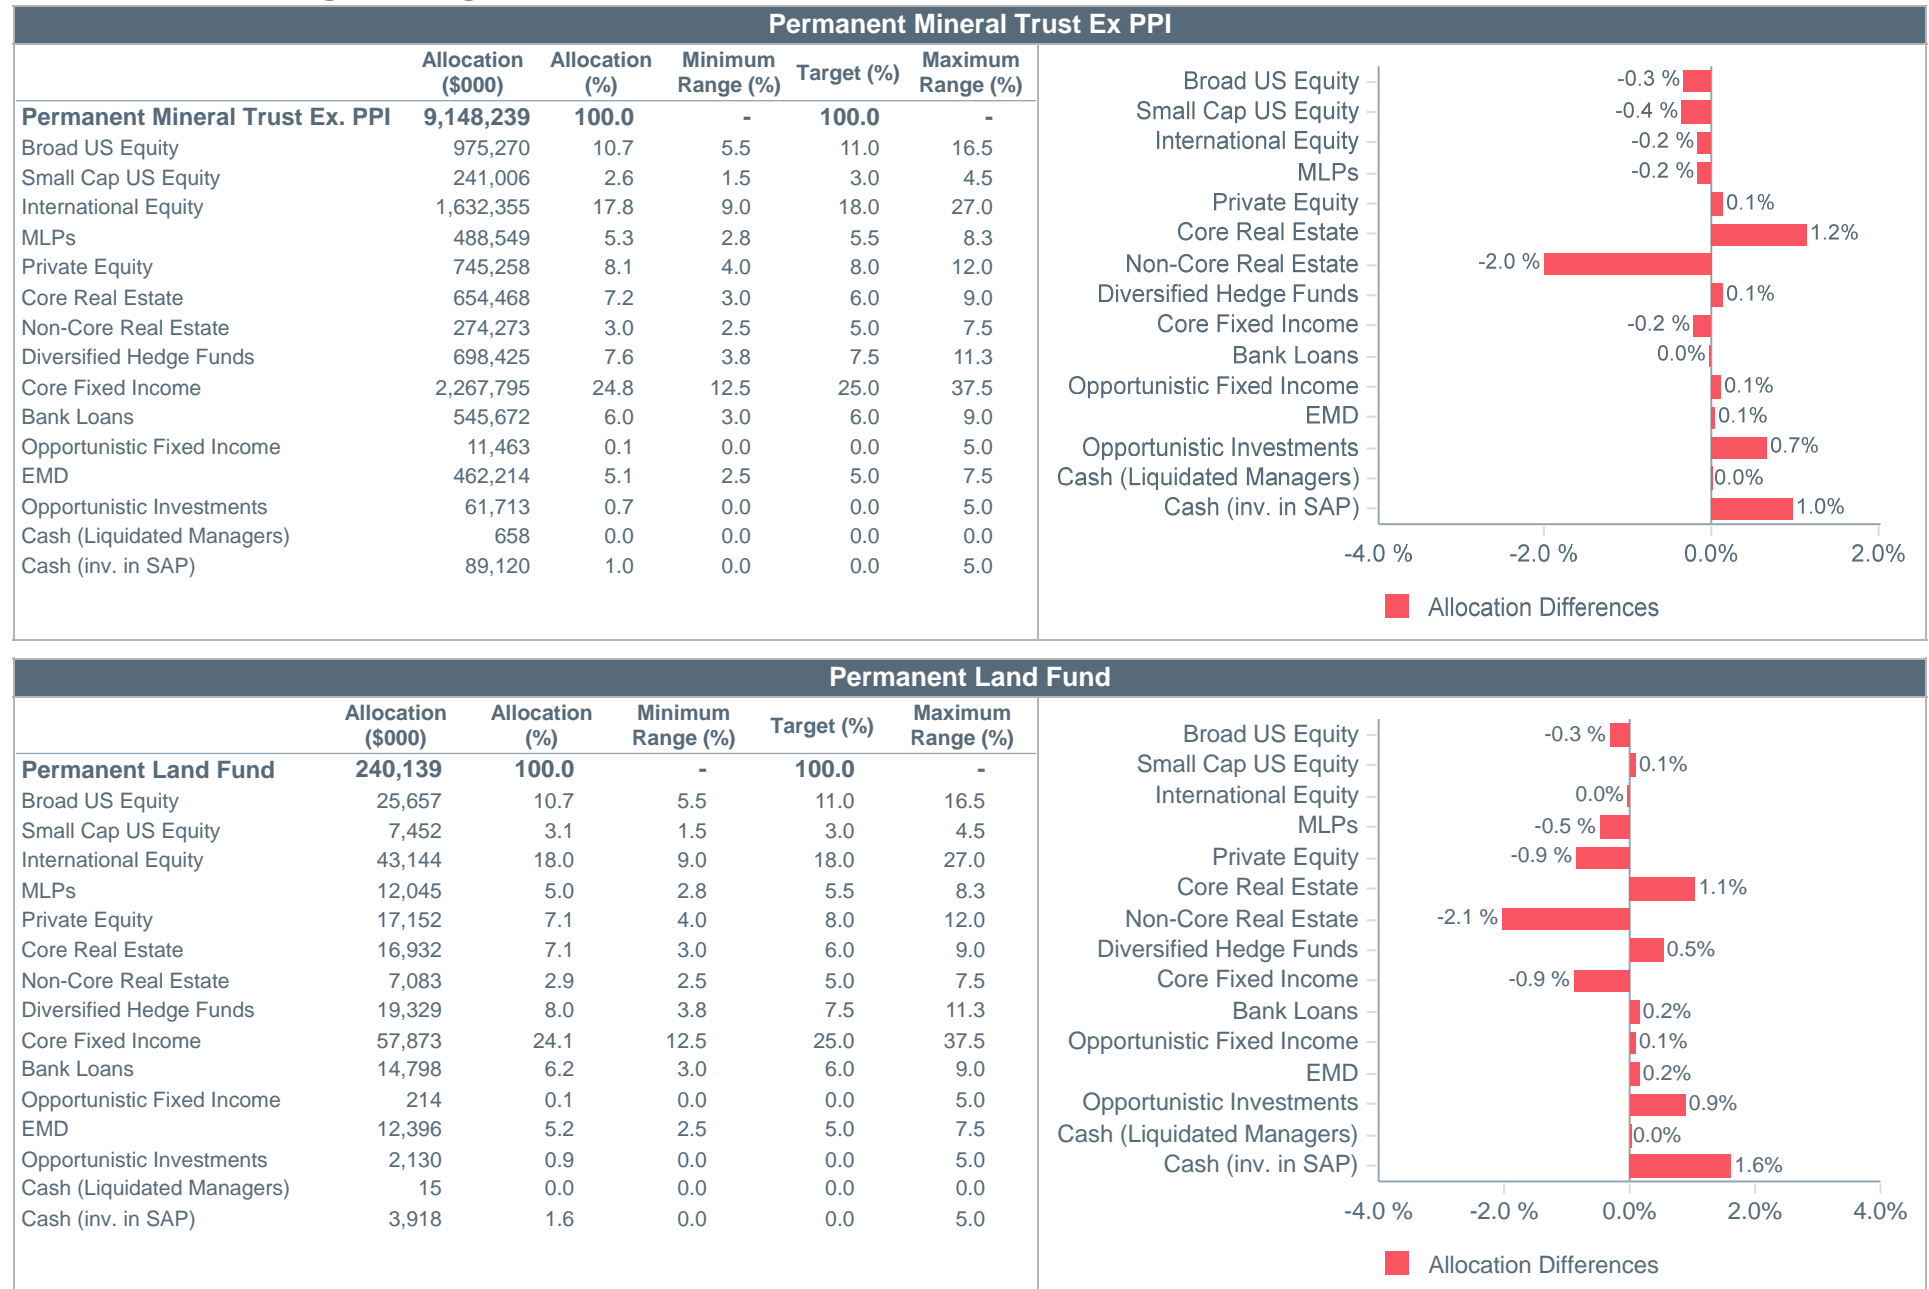 Permanent Mineral Trust Ex PPI
Allocation ($000) Allocation (%) Minimum Range (%) Target (%) Maximum Range (%)
Permanent Mineral Trust Ex. PPI 9,148,239 100.0 - 100.0 -
Broad US Equity 975,270 10.7 5.5 11.0 16.5
Small Cap US Equity 241,006 2.6 1.5 3.0 4.5
International Equity 1,632,355 17.8 9.0 18.0 27.0
MLPs 488,549 5.3 2.8 5.5 8.3
Private Equity 745,258 8.1 4.0 8.0 12.0
Core Real Estate 654,468 7.2 3.0 6.0 9.0
Non-Core Real Estate 274,273 3.0 2.5 5.0 7.5
Diversified Hedge Funds 698,425 7.6 3.8 7.5 11.3
Core Fixed Income 2,267,795 24.8 12.5 25.0 37.5
Bank Loans 545,672 6.0 3.0 6.0 9.0
Opportunistic Fixed Income 11,463 0.1 0.0 0.0 5.0
EMD 462,214 5.1 2.5 5.0 7.5
Opportunistic Investments 61,713 0.7 0.0 0.0 5.0
Cash (Liquidated Managers) 658 0.0 0.0 0.0 0.0
Cash (inv. in SAP) 89,120 1.0 0.0 0.0 5.0
Broad US Equity -0.3 %
Small Cap US Equity -0.4 %
International Equity -0.2 %
MLPs -0.2 %
Private Equity 0.1%
Core Real Estate 1.2%
Non-Core Real Estate -2.0 %
Diversified Hedge Funds 0.1%
Core Fixed Income -0.2 %
Bank Loans 0.0%
Opportunistic Fixed Income 0.1%
EMD 0.1%
Opportunistic Investments 0.7%
Cash (Liquidated Managers) 0.0%
Cash (inv. in SAP) 1.0%
-4.0 % -2.0 % 0.0% 2.0%
Allocation Differences
Permanent Land Fund
Allocation ($000) Allocation (%) Minimum Range (%) Target (%) Maximum Range (%)
Permanent Land Fund 240,139 100.0 - 100.0 -
Broad US Equity 25,657 10.7 5.5 11.0 16.5
Small Cap US Equity 7,452 3.1 1.5 3.0 4.5
International Equity 43,144 18.0 9.0 18.0 27.0
MLPs 12,045 5.0 2.8 5.5 8.3
Private Equity 17,152 7.1 4.0 8.0 12.0
Core Real Estate 16,932 7.1 3.0 6.0 9.0
Non-Core Real Estate 7,083 2.9 2.5 5.0 7.5
Diversified Hedge Funds 19,329 8.0 3.8 7.5 11.3
Core Fixed Income 57,873 24.1 12.5 25.0 37.5
Bank Loans 14,798 6.2 3.0 6.0 9.0
Opportunistic Fixed Income 214 0.1 0.0 0.0 5.0
EMD 12,396 5.2 2.5 5.0 7.5
Opportunistic Investments 2,130 0.9 0.0 0.0 5.0
Cash (Liquidated Managers) 15 0.0 0.0 0.0 0.0
Cash (inv. in SAP) 3,918 1.6 0.0 0.0 5.0
Broad US Equity -0.3 %
Small Cap US Equity 0.1%
International Equity 0.0%
MLPs -0.5 %
Private Equity -0.9 %
Core Real Estate 1.1%
Non-Core Real Estate -2.1 %
Diversified Hedge Funds 0.5%
Core Fixed Income -0.9 %
Bank Loans 0.2%
Opportunistic Fixed Income 0.1%
EMD 0.2%
Opportunistic Investments 0.9%
Cash (Liquidated Managers) 0.0%
Cash (inv. in SAP) 1.6%
-4.0 % -2.0 % 0.0% 2.0% 4.0%
Allocation Differences